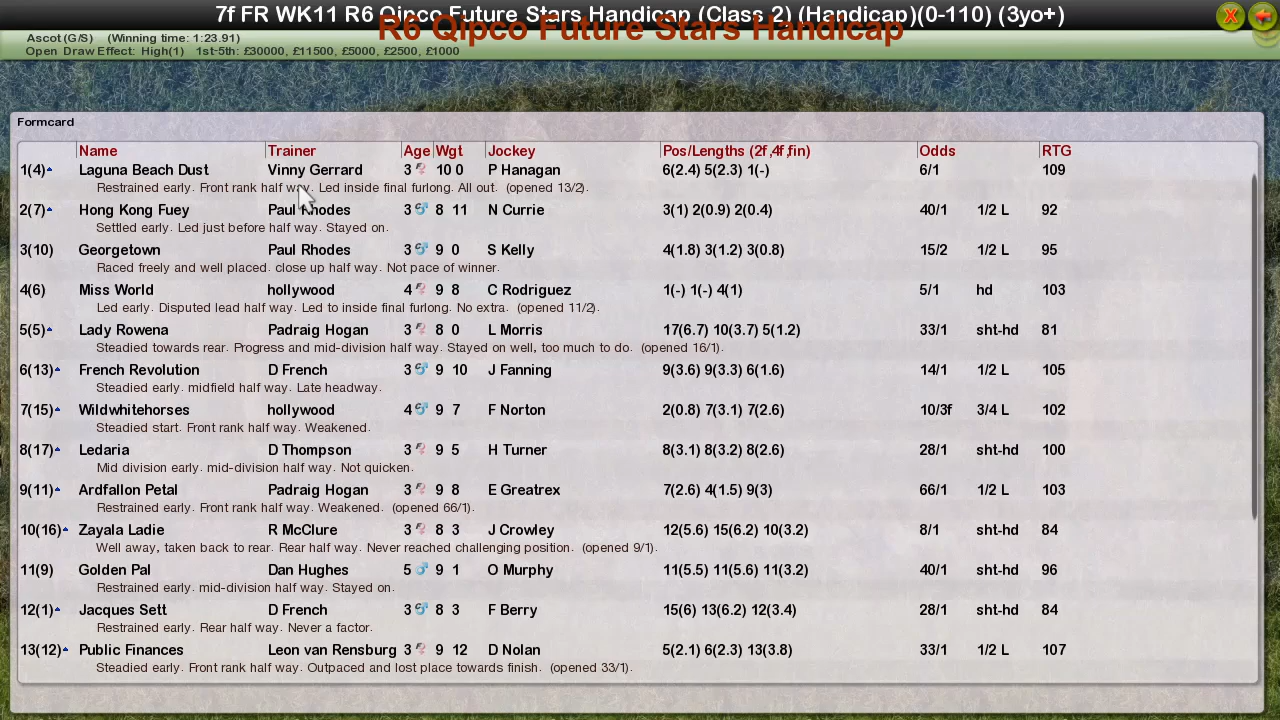 7f FR WK11 R6 Qipco Future Stars Handicap (Class 2) (Handicap)(0-110) (3yo+)
R6 Qipco Future Stars Handicap
Ascot(G/S) (Winning time: 1:23.91)
Open Draw Effect: High(1) 1st-5th: £30000, £11500, £5000, £2500, £1000
Formcard
Name Trainer Age Wgt Jockey Pos/Lengths (2f,4f,fin) Odds RTG
1(4) Laguna Beach Dust Vinny Gerrard 3 10 0 P Hanagan 6(2.4) 5(2.3) 1(-) 6/1 109
Restrained early. Front rank half way. Led inside final furlong. All out. (opened 13/2).
2(7) Hong Kong Fuey Paul Rhodes 3 8 11 N Currie 3(1) 2(0.9) 2(0.4) 40/1 1/2 L 92
Settled early. Led just before half way. Stayed on.
3(10) Georgetown Paul Rhodes 3 9 0 S Kelly 4(1.8) 3(1.2) 3(0.8) 15/2 1/2 L 95
Raced freely and well placed. close up half way. Not pace of winner.
4(6) Miss World hollywood 4 9 8 C Rodriguez 1(-) 1(-) 4(1) 5/1 hd 103
Led early. Disputed lead half way. Led to inside final furlong. No extra. (opened 11/2).
5(5) Lady Rowena Padraig Hogan 3 8 0 L Morris 17(6.7) 10(3.7) 5(1.2) 33/1 sht-hd 81
Steadied towards rear. Progress and mid-division half way. Stayed on well, too much to do. (opened 16/1).
6(13) French Revolution D French 3 9 10 J Fanning 9(3.6) 9(3.3) 6(1.6) 14/1 1/2 L 105
Steadied early. midfield half way. Late headway.
7(15) Wildwhitehorses hollywood 4 9 7 F Norton 2(0.8) 7(3.1) 7(2.6) 10/3f 3/4 L 102
Steadied start. Front rank half way. Weakened.
8(17) Ledaria D Thompson 3 9 5 H Turner 8(3.1) 8(3.2) 8(2.6) 28/1 sht-hd 100
Mid division early. mid-division half way. Not quicken.
9(11) Ardfallon Petal Padraig Hogan 3 9 8 E Greatrex 7(2.6) 4(1.5) 9(3) 66/1 1/2 L 103
Restrained early. Front rank half way. Weakened. (opened 66/1).
10(16) Zayala Ladie R McClure 3 8 3 J Crowley 12(5.6) 15(6.2) 10(3.2) 8/1 sht-hd 84
Well away, taken back to rear. Rear half way. Never reached challenging position. (opened 9/1).
11(9) Golden Pal Dan Hughes 5 9 1 O Murphy 11(5.5) 11(5.6) 11(3.2) 40/1 sht-hd 96
Restrained early. mid-division half way. Stayed on.
12(1) Jacques Sett D French 3 8 3 F Berry 15(6) 13(6.2) 12(3.4) 28/1 sht-hd 84
Restrained early. Rear half way. Never a factor.
13(12) Public Finances Leon van Rensburg 3 9 12 D Nolan 5(2.1) 6(2.3) 13(3.8) 33/1 1/2 L 107
Steadied early. Front rank half way. Outpaced and lost place towards finish. (opened 33/1).